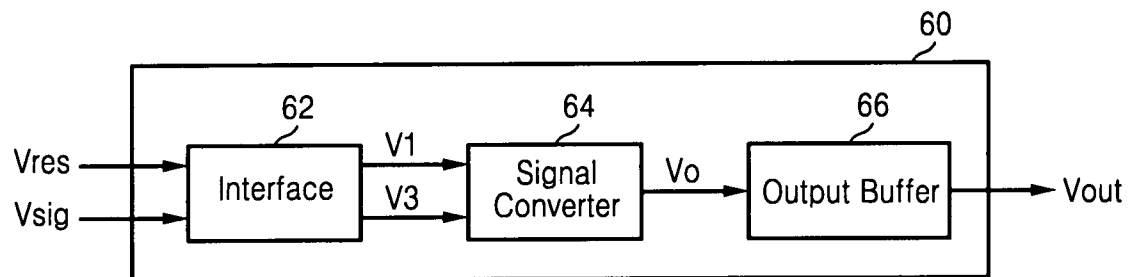 60
62
64
66
Vres
Vsig
Interface
V1
V3
Signal
Converter
Vo
Output Buffer
Vout